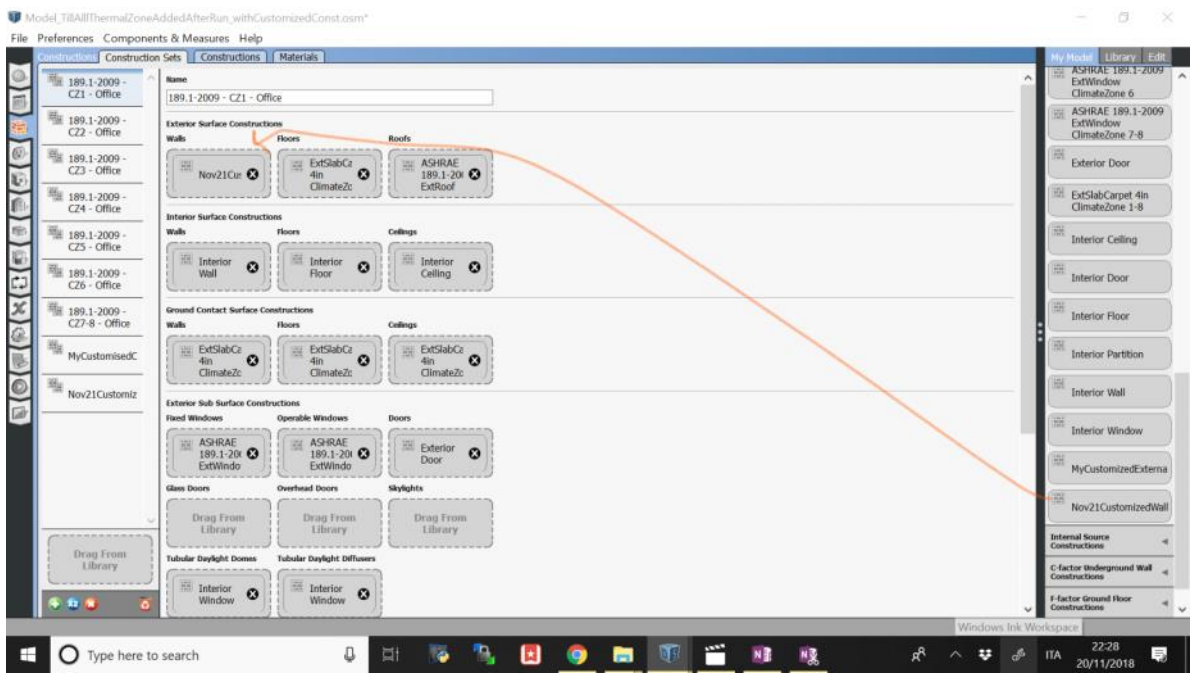 Model_TillAllThermalZoneAddedAfterRun_withCustomizedConst.osm*
File Preferences Components & Measures Help
Constructions
Construction Sets
Constructions
Materials
My Model
Library
Edit
189.1-2009 -
CZ1 - Office
189.1-2009 -
CZ2 - Office
189.1-2009 -
CZ3 - Office
189.1-2009 -
CZ4 - Office
189.1-2009 -
CZ5 - Office
189.1-2009 -
CZ6 - Office
189.1-2009 -
CZ7-8 - Office
MyCustomisedC
Nov21Customiz
Drag From
Library
Name
189.1-2009 - CZ1 - Office
Exterior Surface Constructions
Walls Floors Roofs
Nov21Cus
ExtSlabCa
4in
ClimateZc
ASHRAE
189.1-20(
ExtRoof
Interior Surface Constructions
Walls Floors Ceilings
Interior
Wall
Interior
Floor
Interior
Ceiling
Ground Contact Surface Constructions
Walls Floors Ceilings
ExtSlabCa
4in
ClimateZc
ExtSlabCa
4in
ClimateZc
ExtSlabCa
4in
ClimateZc
Exterior Sub Surface Constructions
Fixed Windows Operable Windows Doors
ASHRAE
189.1-20(
ExtWindo
ASHRAE
189.1-20(
ExtWindo
Exterior
Door
Glass Doors Overhead Doors Skylights
Drag From
Library
Drag From
Library
Drag From
Library
Tubular Daylight Domes Tubular Daylight Diffusers
Interior
Window
Interior
Window
ASHRAE 189.1-2009
ExtWindow
ClimateZone 6
ASHRAE 189.1-2009
ExtWindow
ClimateZone 7-8
Exterior Door
ExtSlabCarpet 4in
ClimateZone 1-8
Interior Ceiling
Interior Door
Interior Floor
Interior Partition
Interior Wall
Interior Window
MyCustomizedExterna
Nov21CustomizedWall
Internal Source
Constructions
C-factor Underground Wall
Constructions
F-factor Ground Floor
Constructions
Windows Ink Workspace
Type here to search
ITA
22:28
20/11/2018